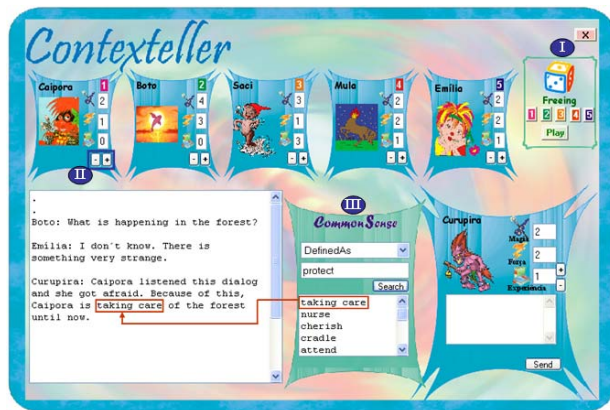 Contexteller
X
I
Caipora 1
2
1
0
- +
II
Boto 2
4
3
0
Saci 3
3
1
3
- +
Mula 4
2
2
1
- +
Emilia 5
2
2
1
- +
Freeing
1 2 3 4 5
Play
.
.
Boto: What is happening in the forest?
Emilia: I don´t know. There is
something very strange.
Curupira: Caipora listened this dialog
and she got afraid. Because of this,
Caipora is taking care of the forest
until now.
III
CommonSense
DefinedAs
protect
Search
taking care
nurse
cherish
cradle
attend
Curupira
Magia 2
Força 2
Experiencia 1
+
-
Send